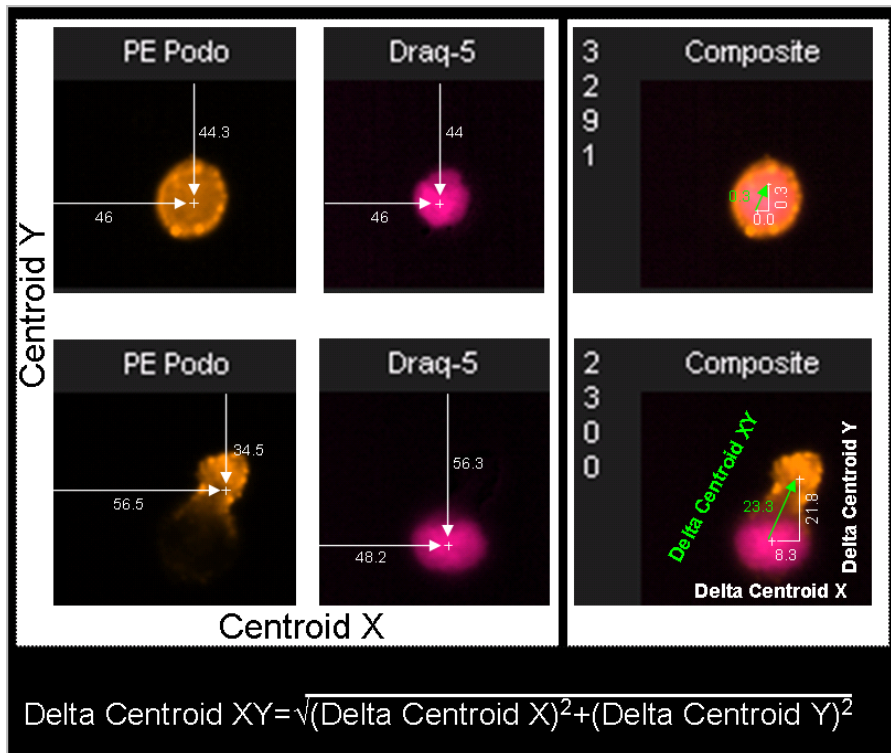 PE Podo
Draq-5
3
2
9
1
Composite
44.3
46
44
46
0.3
0.3
0.0
Centroid Y
PE Podo
Draq-5
2
3
0
0
Composite
34.5
56.5
56.3
48.2
Delta Centroid XY
23.3
21.8
8.3
Delta Centroid Y
Delta Centroid X
Centroid X
Delta Centroid XY=√(Delta Centroid X)²+(Delta Centroid Y)²